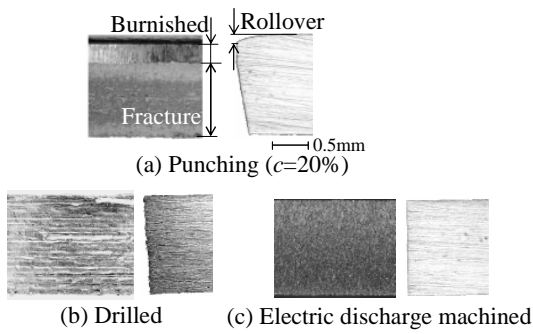 Burnished
Rollover
Fracture
0.5mm
(a) Punching (c=20%)
(b) Drilled
(c) Electric discharge machined